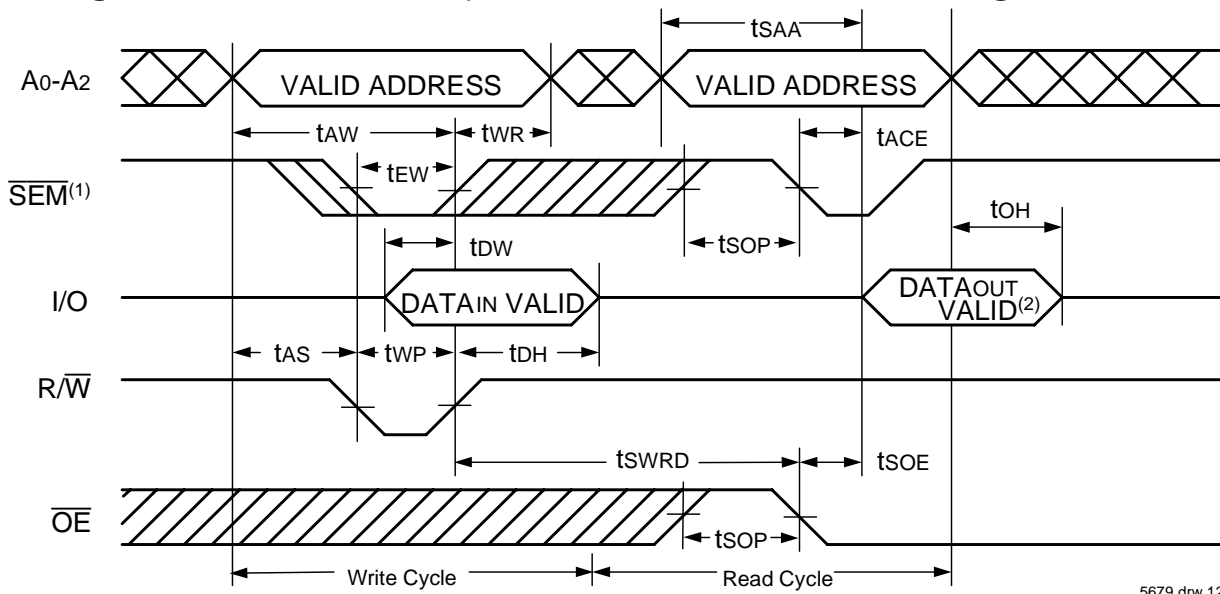 tSAA
A0-A2
VALID ADDRESS
VALID ADDRESS
tAW
tWR
tACE
tEW
SEM(1)
tOH
tSOP
tDW
I/O
DATAIN VALID
DATAOUT
VALID(2)
tAS
tWP
tDH
R/W
tSWRD
tSOE
OE
tSOP
Write Cycle
Read Cycle